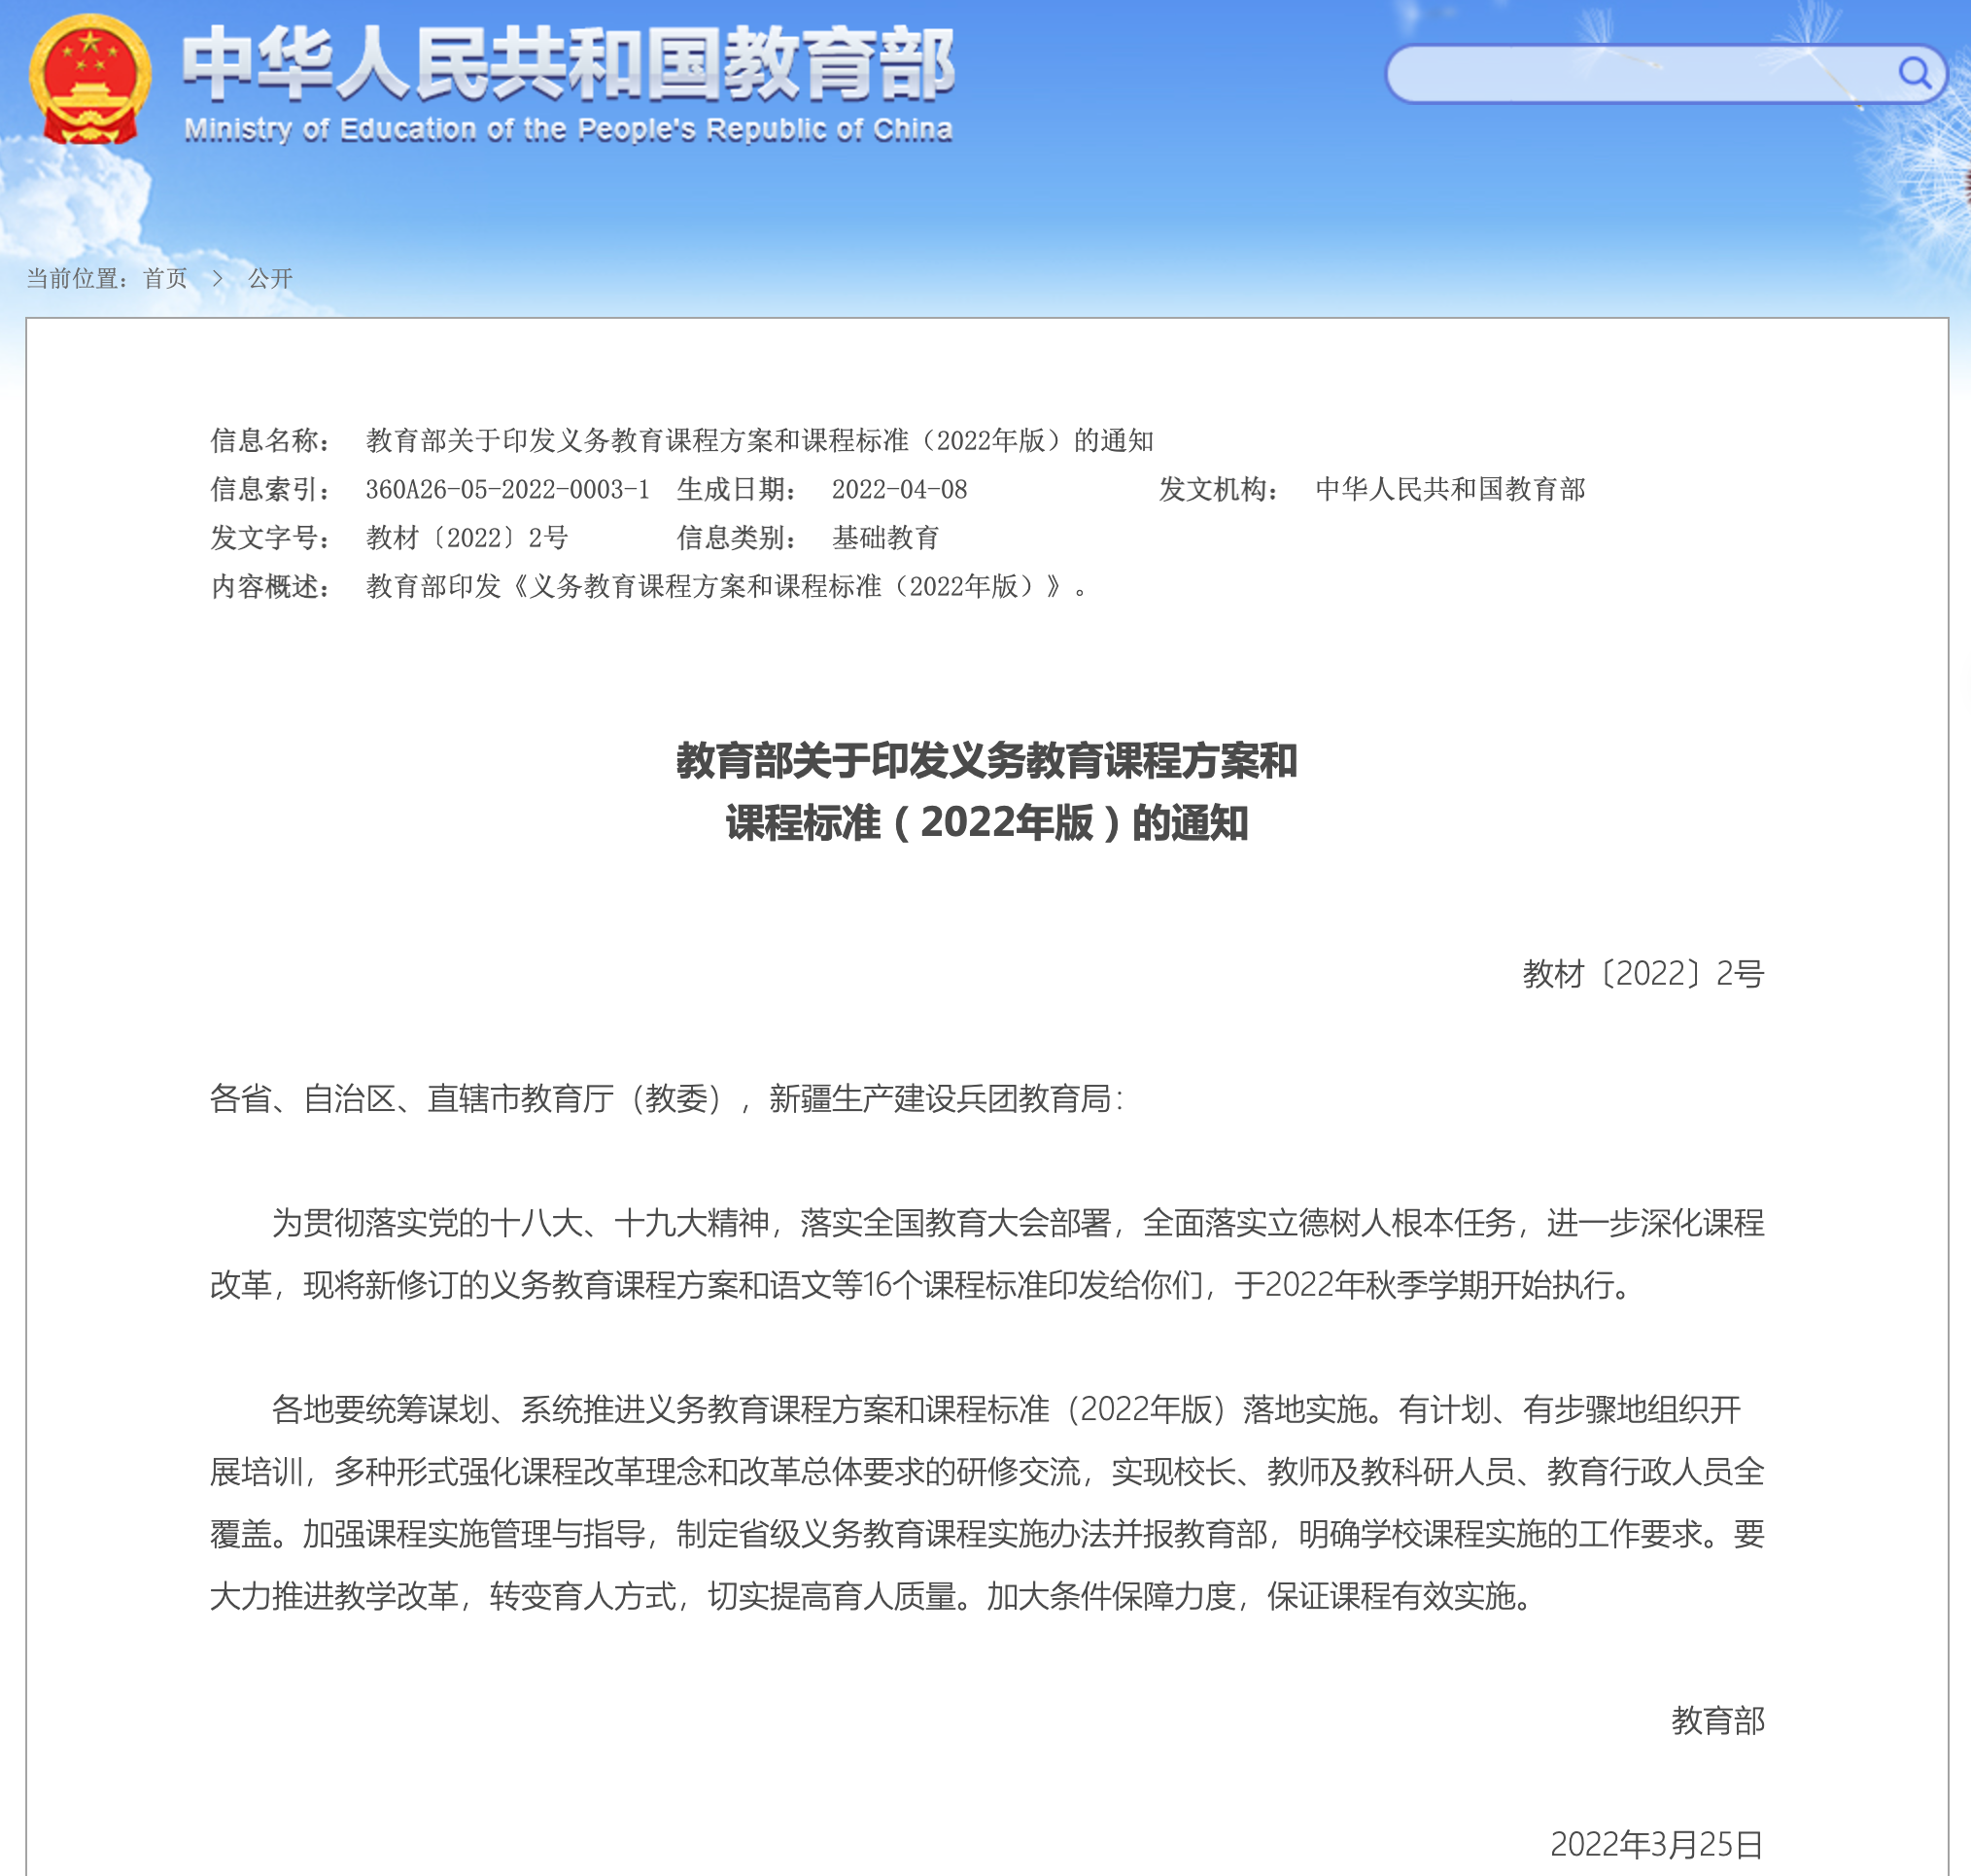 中华人民共和国教育部
Ministry of Education of the People's Republic of China
当前位置：首页 > 公开
信息名称： 教育部关于印发义务教育课程方案和课程标准（2022年版）的通知
信息索引： 360A26-05-2022-0003-1 生成日期： 2022-04-08 发文机构： 中华人民共和国教育部
发文字号： 教材〔2022〕2号 信息类别： 基础教育
内容概述： 教育部印发《义务教育课程方案和课程标准（2022年版）》。
教育部关于印发义务教育课程方案和
课程标准（2022年版）的通知
教材〔2022〕2号
各省、自治区、直辖市教育厅（教委），新疆生产建设兵团教育局：
为贯彻落实党的十八大、十九大精神，落实全国教育大会部署，全面落实立德树人根本任务，进一步深化课程
改革，现将新修订的义务教育课程方案和语文等16个课程标准印发给你们，于2022年秋季学期开始执行。
各地要统筹谋划、系统推进义务教育课程方案和课程标准（2022年版）落地实施。有计划、有步骤地组织开
展培训，多种形式强化课程改革理念和改革总体要求的研修交流，实现校长、教师及教科研人员、教育行政人员全
覆盖。加强课程实施管理与指导，制定省级义务教育课程实施办法并报教育部，明确学校课程实施的工作要求。要
大力推进教学改革，转变育人方式，切实提高育人质量。加大条件保障力度，保证课程有效实施。
教育部
2022年3月25日